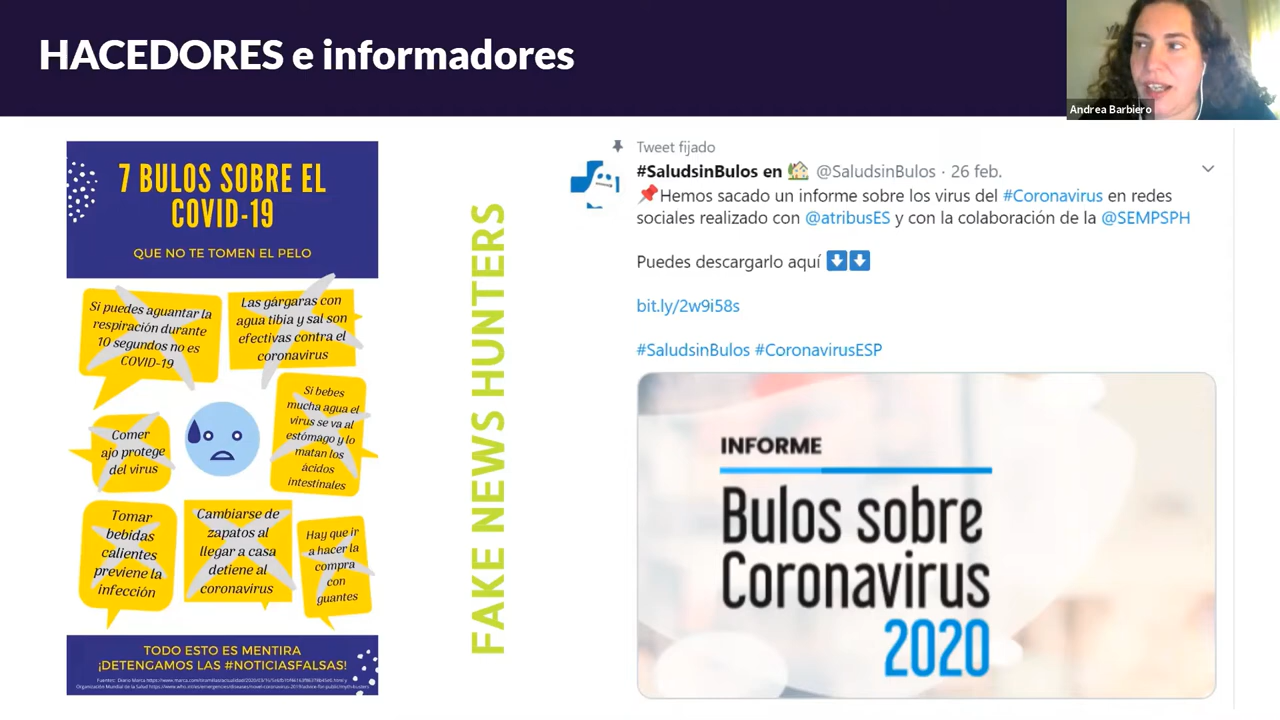 HACEDORES e informadores
Andrea Barbiero
7 BULOS SOBRE EL
COVID-19
QUE NO TE TOMEN EL PELO
Si puedes aguantar la
respiración durante
10 segundos no es
COVID-19
Las gárgaras con
agua tibia y sal son
efectivas contra el
coronavirus
Comer
ajo protege
del virus
Si bebes
mucha agua el
virus se va al
estómago y lo
matan los
ácidos
intestinales
Tomar
bebidas
calientes
previene la
infección
Cambiarse de
zapatos al
llegar a casa
detiene al
coronavirus
Hay que ir
a hacer la
compra
con
guantes
TODO ESTO ES MENTIRA
¡DETENGAMOS LAS #NOTICIASFALSAS!
FAKE NEWS HUNTERS
Tweet fijado
#SaludsinBulos en @SaludsinBulos · 26 feb.
Hemos sacado un informe sobre los virus del #Coronavirus en redes
sociales realizado con @atribusES y con la colaboración de la @SEMPSPH
Puedes descargarlo aquí
bit.ly/2w9i58s
#SaludsinBulos #CoronavirusESP
INFORME
Bulos sobre
Coronavirus
2020